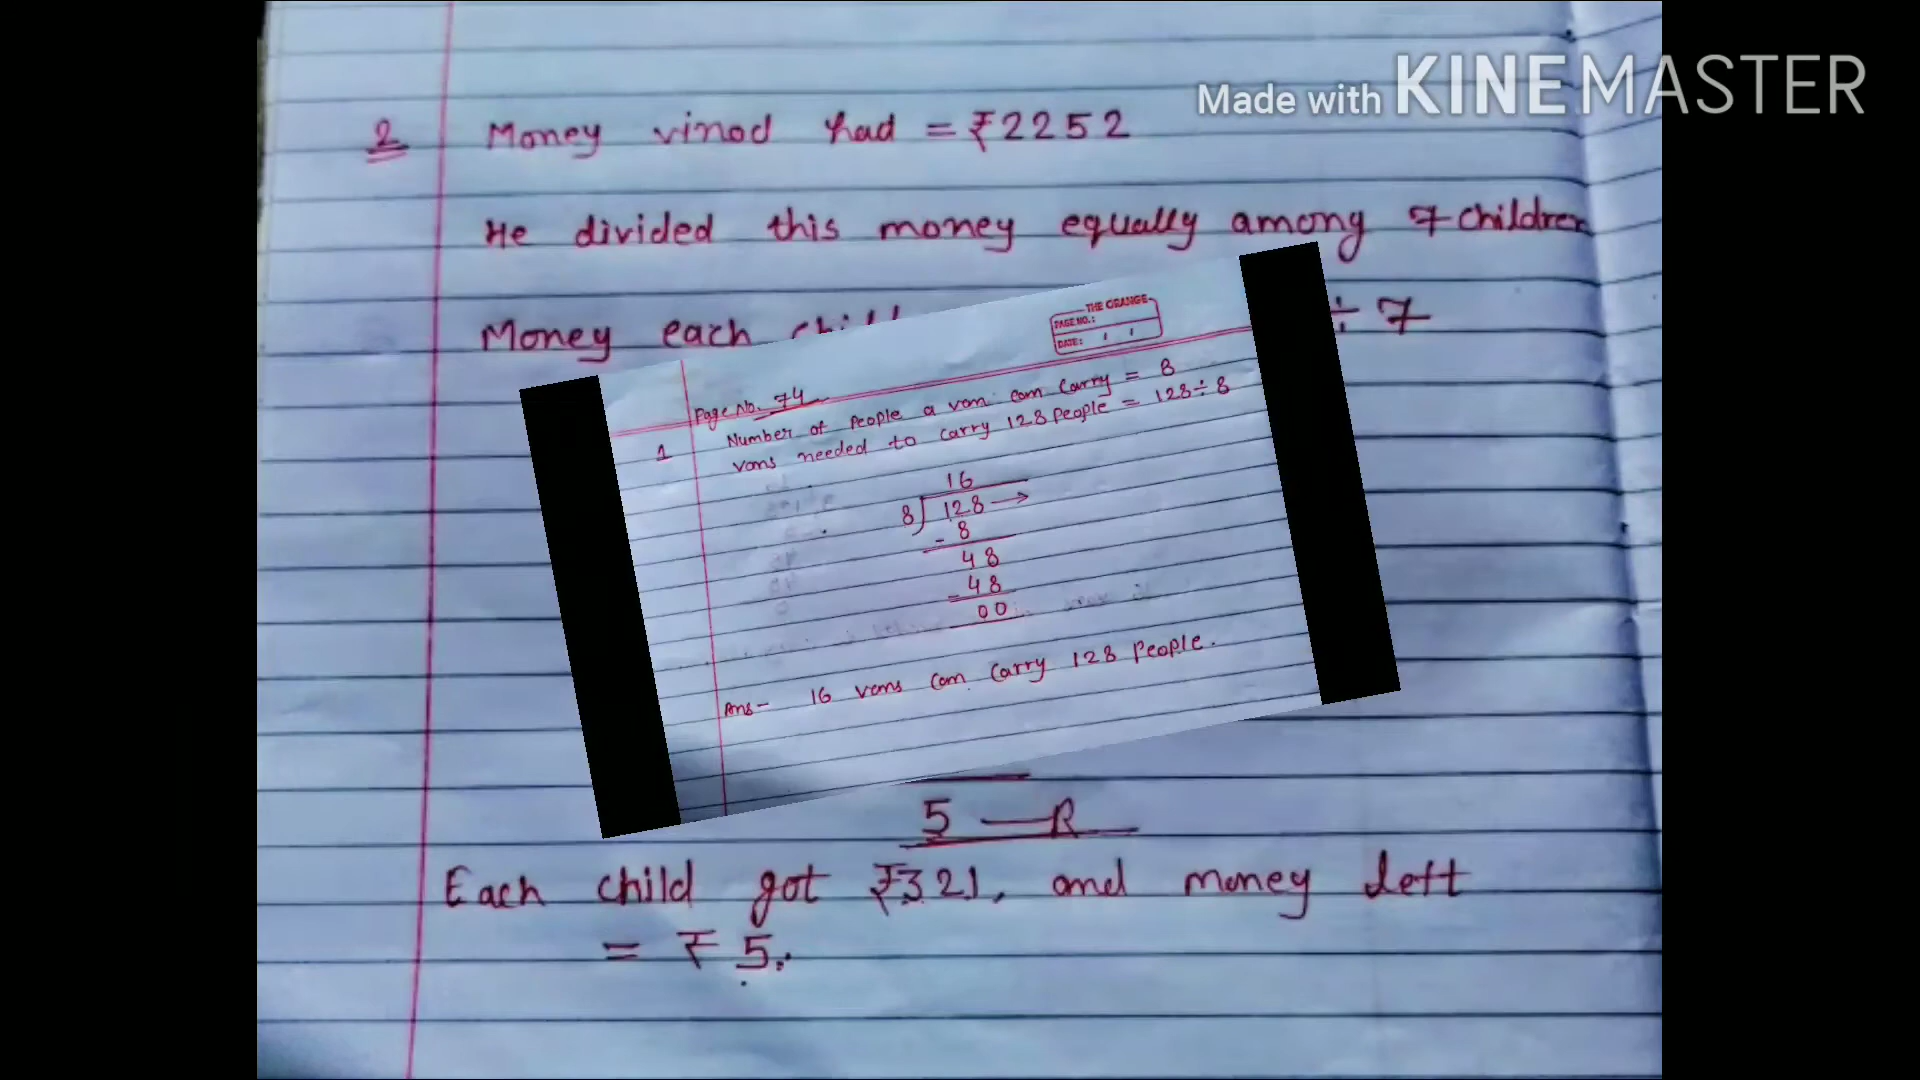 Made with KINEMASTER
2 Money vinod had = ₹2252
He divided this money equally among 7 children
Money each ÷ 7
THE ORANGE
PAGE NO.:
DATE: / /
Page No. 74
1 Number of People a van can carry = 8
vans needed to carry 128 People = 128÷8
16
8) 128 →
- 8
48
- 48
00
Ans- 16 vans can carry 128 People.
5 — R
Each child got ₹321, and money left
= ₹ 5.